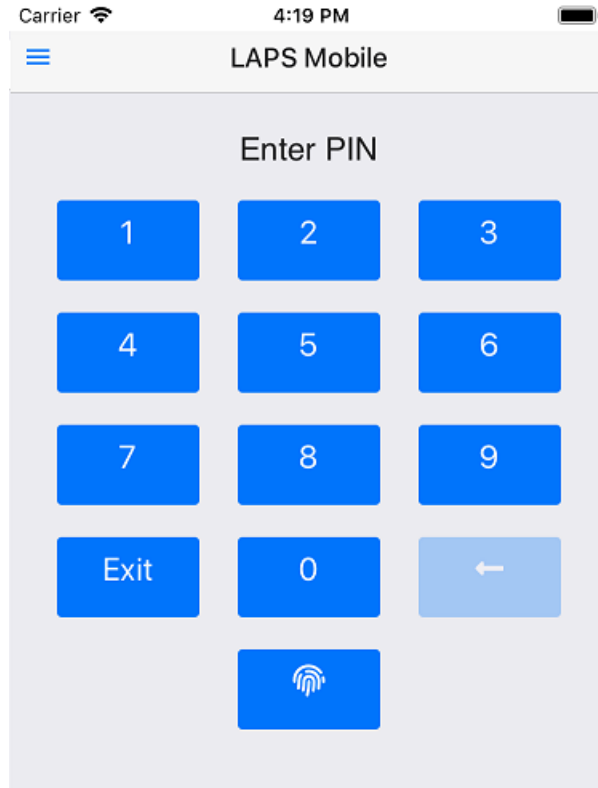 Carrier 4:19 PM
LAPS Mobile
Enter PIN
1 2 3
4 5 6
7 8 9
Exit 0 ←